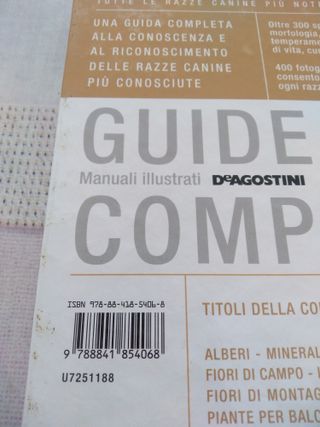 TUTTE LE RAZZE CANINE PIÙ NOTE
UNA GUIDA COMPLETA
ALLA CONOSCENZA E
AL RICONOSCIMENTO
DELLE RAZZE CANINE
PIÙ CONOSCIUTE
Oltre 300 sp
morfologia,
temperamen
di vita, cur
400 fotog
consento
ogni razz
GUIDE
Manuali illustrati DeAGOSTINI
COMP
ISBN 978-88-418-5406-8
9 788841 854068
U7251188
TITOLI DELLA CO
ALBERI - MINERAL
FIORI DI CAMPO -
FIORI DI MONTAG
PIANTE PER BALC